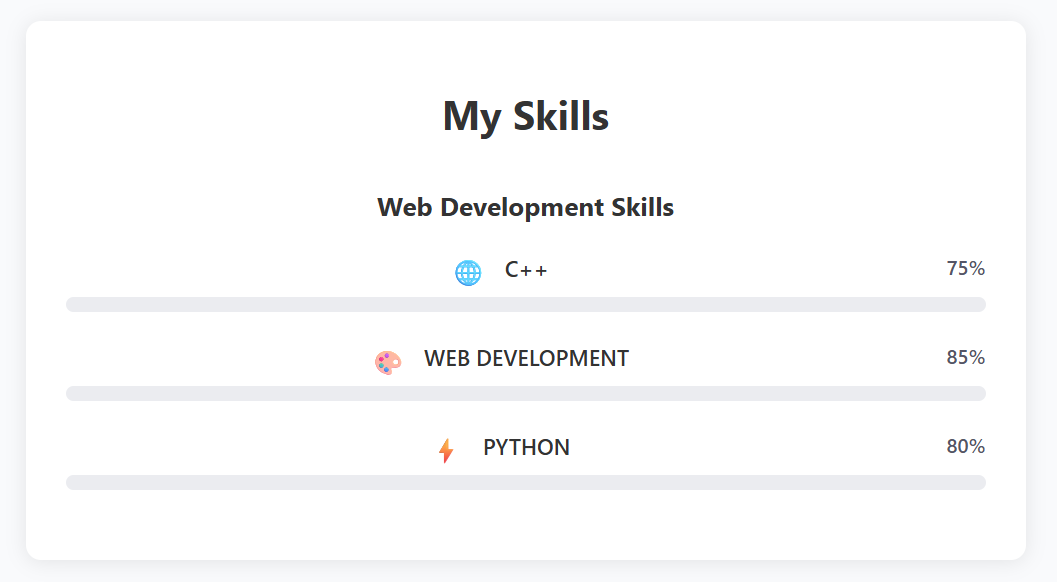 My Skills
Web Development Skills
C++ 75%
WEB DEVELOPMENT 85%
PYTHON 80%